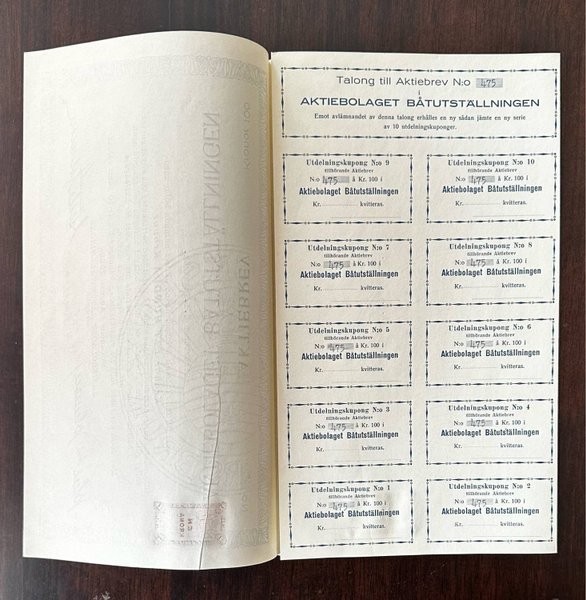 Talong till Aktiebrev N:o 475
i
AKTIEBOLAGET BÅTUTSTÄLLNINGEN
Emot avlämnandet av denna talong erhålles en ny sådan jämte en ny serie
av 10 utdelningskuponger.
Utdelningskupong N:o 9
tillhörande Aktiebrev
N:o 475 å Kr. 100 i
Aktiebolaget Båtutställningen
Kr. kvitteras.
Utdelningskupong N:o 10
tillhörande Aktiebrev
N:o 475 å Kr. 100 i
Aktiebolaget Båtutställningen
Kr. kvitteras.
Utdelningskupong N:o 7
tillhörande Aktiebrev
N:o 475 å Kr. 100 i
Aktiebolaget Båtutställningen
Kr. kvitteras.
Utdelningskupong N:o 8
tillhörande Aktiebrev
N:o 475 å Kr. 100 i
Aktiebolaget Båtutställningen
Kr. kvitteras.
Utdelningskupong N:o 5
tillhörande Aktiebrev
N:o 475 å Kr. 100 i
Aktiebolaget Båtutställningen
Kr. kvitteras.
Utdelningskupong N:o 6
tillhörande Aktiebrev
N:o 475 å Kr. 100 i
Aktiebolaget Båtutställningen
Kr. kvitteras.
Utdelningskupong N:o 3
tillhörande Aktiebrev
N:o 475 å Kr. 100 i
Aktiebolaget Båtutställningen
Kr. kvitteras.
Utdelningskupong N:o 4
tillhörande Aktiebrev
N:o 475 å Kr. 100 i
Aktiebolaget Båtutställningen
Kr. kvitteras.
Utdelningskupong N:o 1
tillhörande Aktiebrev
N:o 475 å Kr. 100 i
Aktiebolaget Båtutställningen
Kr. kvitteras.
Utdelningskupong N:o 2
tillhörande Aktiebrev
N:o 475 å Kr. 100 i
Aktiebolaget Båtutställningen
Kr. kvitteras.
AKTIEBREV
AKTIEBOLAGET BÅTUTSTÄLLNINGEN